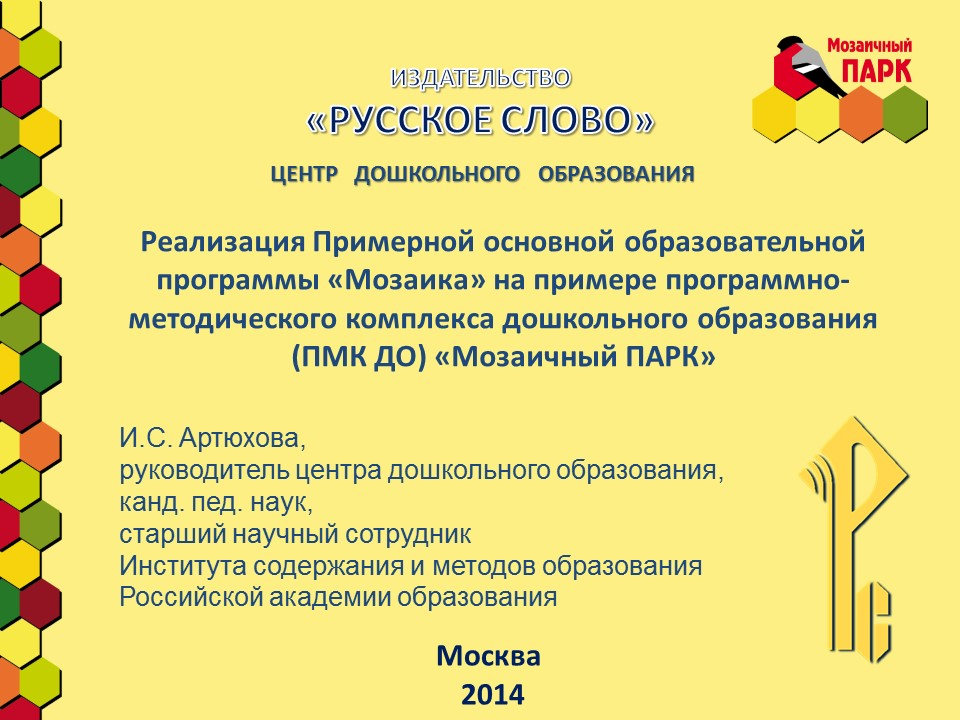 Мозаичный
ПАРК
ИЗДАТЕЛЬСТВО
«РУССКОЕ СЛОВО»
ЦЕНТР ДОШКОЛЬНОГО ОБРАЗОВАНИЯ
Реализация Примерной основной образовательной
программы «Мозаика» на примере программно-
методического комплекса дошкольного образования
(ПМК ДО) «Мозаичный ПАРК»
И.С. Артюхова,
руководитель центра дошкольного образования,
канд. пед. наук,
старший научный сотрудник
Института содержания и методов образования
Российской академии образования
РС
Москва
2014